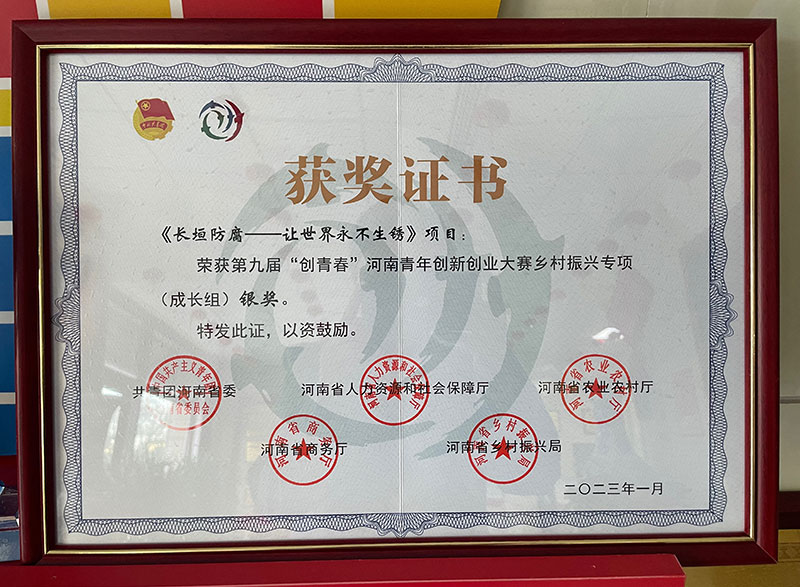 获奖证书
《长垣防腐——让世界永不生锈》项目：
荣获第九届“创青春”河南青年创新创业大赛乡村振兴专项
（成长组）银奖。
特发此证，以资鼓励。
共青团河南省委
河南省人力资源和社会保障厅
河南省农业农村厅
河南省商务厅
河南省乡村振兴局
二〇二三年一月